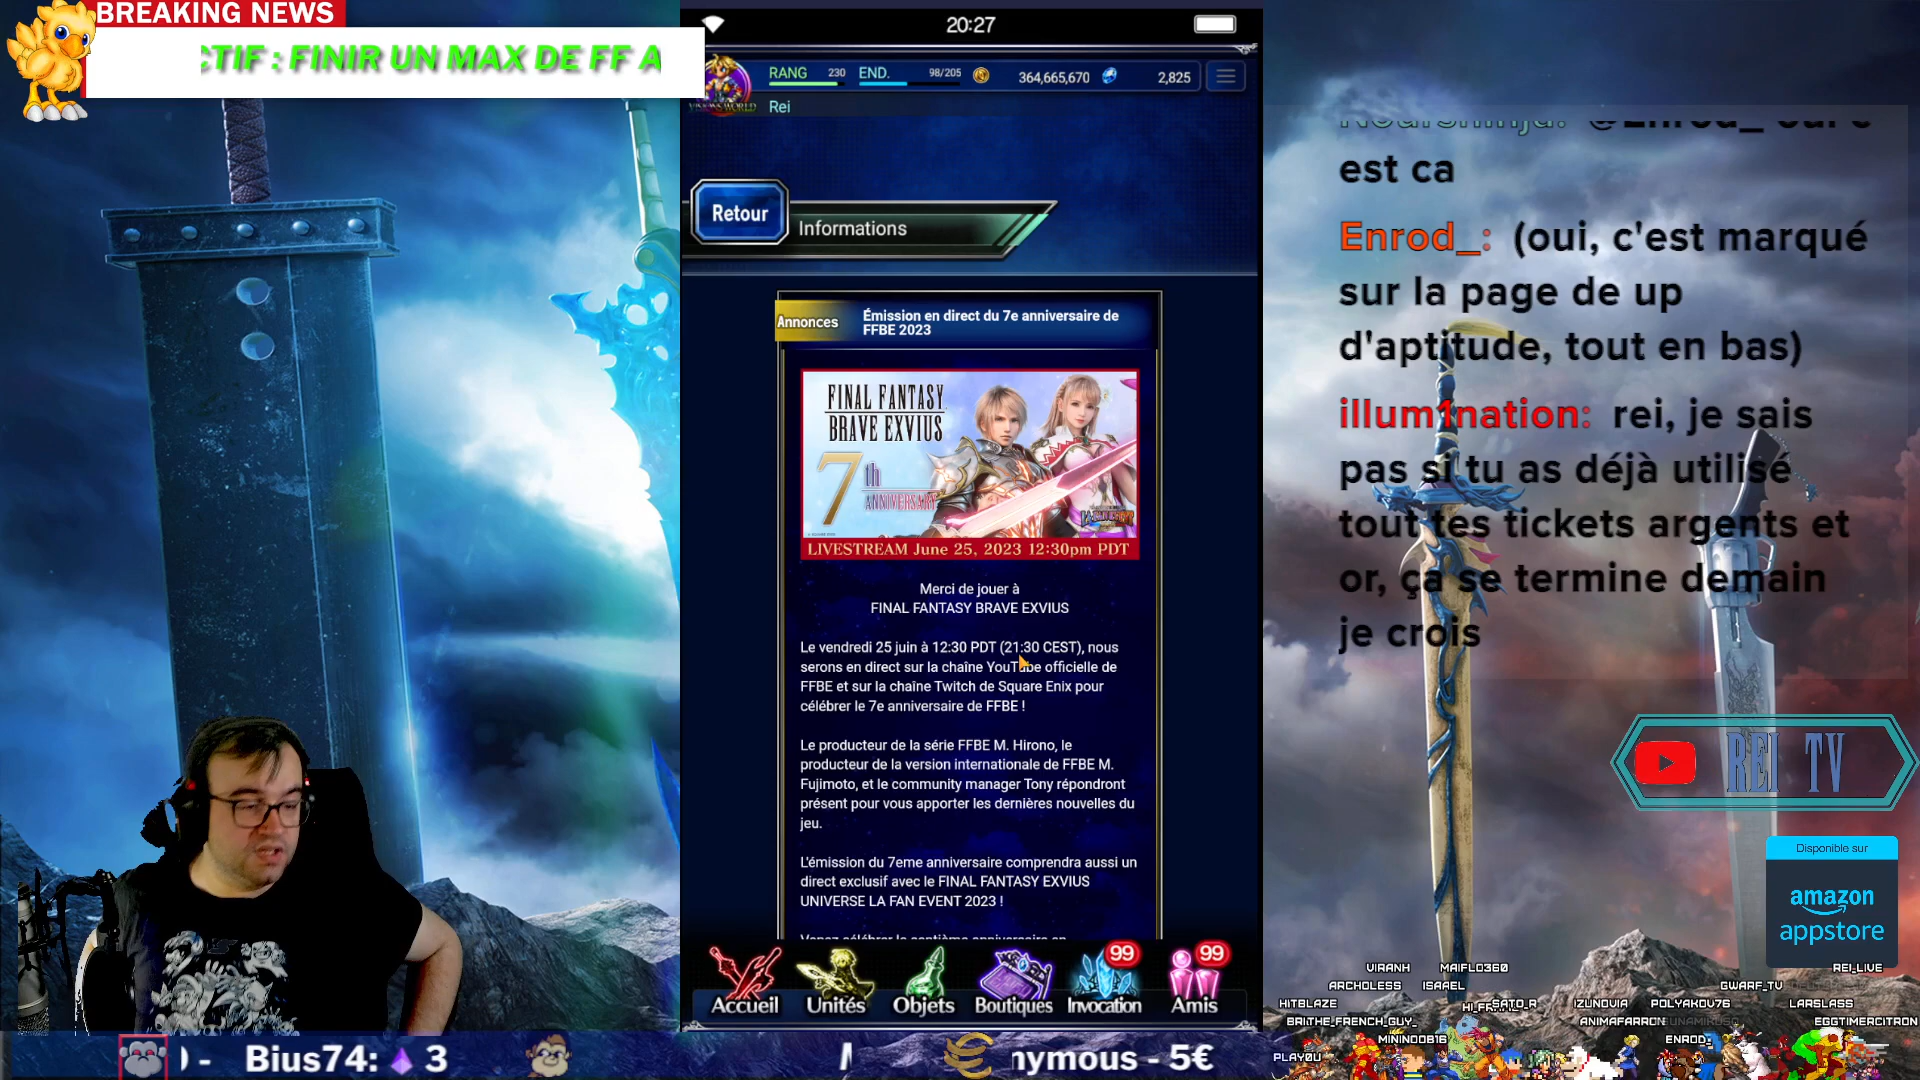 BREAKING NEWS
CTIF : FINIR UN MAX DE FF A
20:27
RANG 230 END. 98/205 364,665,670 2,825
Rei
Retour
Informations
Annonces
Émission en direct du 7e anniversaire de
FFBE 2023
FINAL FANTASY
BRAVE EXVIUS
7th
ANNIVERSARY
LIVESTREAM June 25, 2023 12:30pm PDT
Merci de jouer à
FINAL FANTASY BRAVE EXVIUS
Le vendredi 25 juin à 12:30 PDT (21:30 CEST), nous
serons en direct sur la chaîne YouTube officielle de
FFBE et sur la chaîne Twitch de Square Enix pour
célébrer le 7e anniversaire de FFBE !
Le producteur de la série FFBE M. Hirono, le
producteur de la version internationale de FFBE M.
Fujimoto, et le community manager Tony répondront
présent pour vous apporter les dernières nouvelles du
jeu.
L'émission du 7eme anniversaire comprendra aussi un
direct exclusif avec le FINAL FANTASY EXVIUS
UNIVERSE LA FAN EVENT 2023 !
99
99
Accueil
Unités
Objets
Boutiques
Invocation
Amis
est ca
Enrod_: (oui, c'est marqué
sur la page de up
d'aptitude, tout en bas)
illum1nation: rei, je sais
pas si tu as déjà utilisé
tout tes tickets argents et
or, ça se termine demain
je crois
REI TV
Disponible sur
amazon
appstore
VIRANH
MAIFLO360
REI_LIVE
ARCHOLESS
ISAAEL
GWARF_TV
HITBLAZE
SATO_R
IZUNOVIA
POLYAKOV76
LARSLASS
BRITHE_FRENCH_GUY_
ANIMAFARRON
EGGTIMERCITRON
MININOOB16
ENROD_
PLAY0U
- Bius74: 3
nymous - 5€